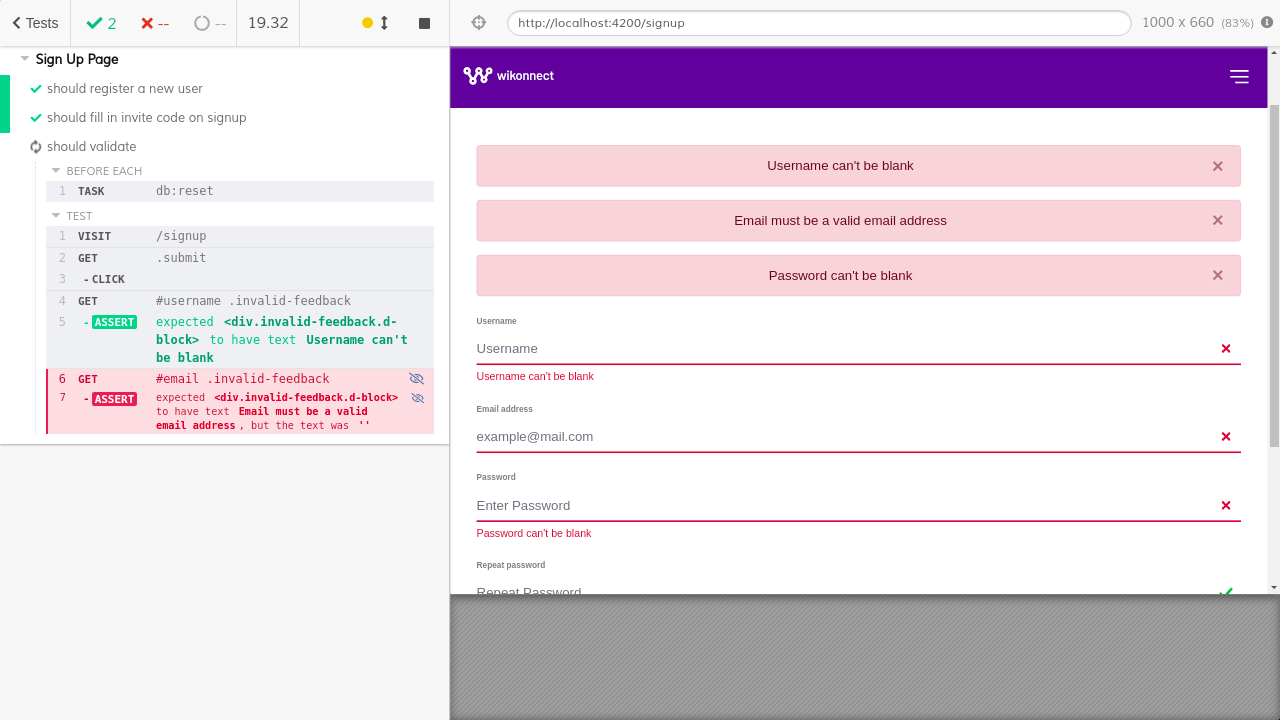 Tests
2
--
--
19.32
http://localhost:4200/signup
1000 x 660 (83%)
Sign Up Page
should register a new user
should fill in invite code on signup
should validate
BEFORE EACH
1 TASK db:reset
TEST
1 VISIT /signup
2 GET .submit
3 -CLICK
4 GET #username .invalid-feedback
5 -ASSERT expected <div.invalid-feedback.d-
block> to have text Username can't
be blank
6 GET #email .invalid-feedback
7 -ASSERT expected <div.invalid-feedback.d-block>
to have text Email must be a valid
email address, but the text was ''
wikonnect
Username can't be blank ×
Email must be a valid email address ×
Password can't be blank ×
Username
Username
Username can't be blank
Email address
example@mail.com
Password
Enter Password
Password can't be blank
Repeat password
Repeat Password